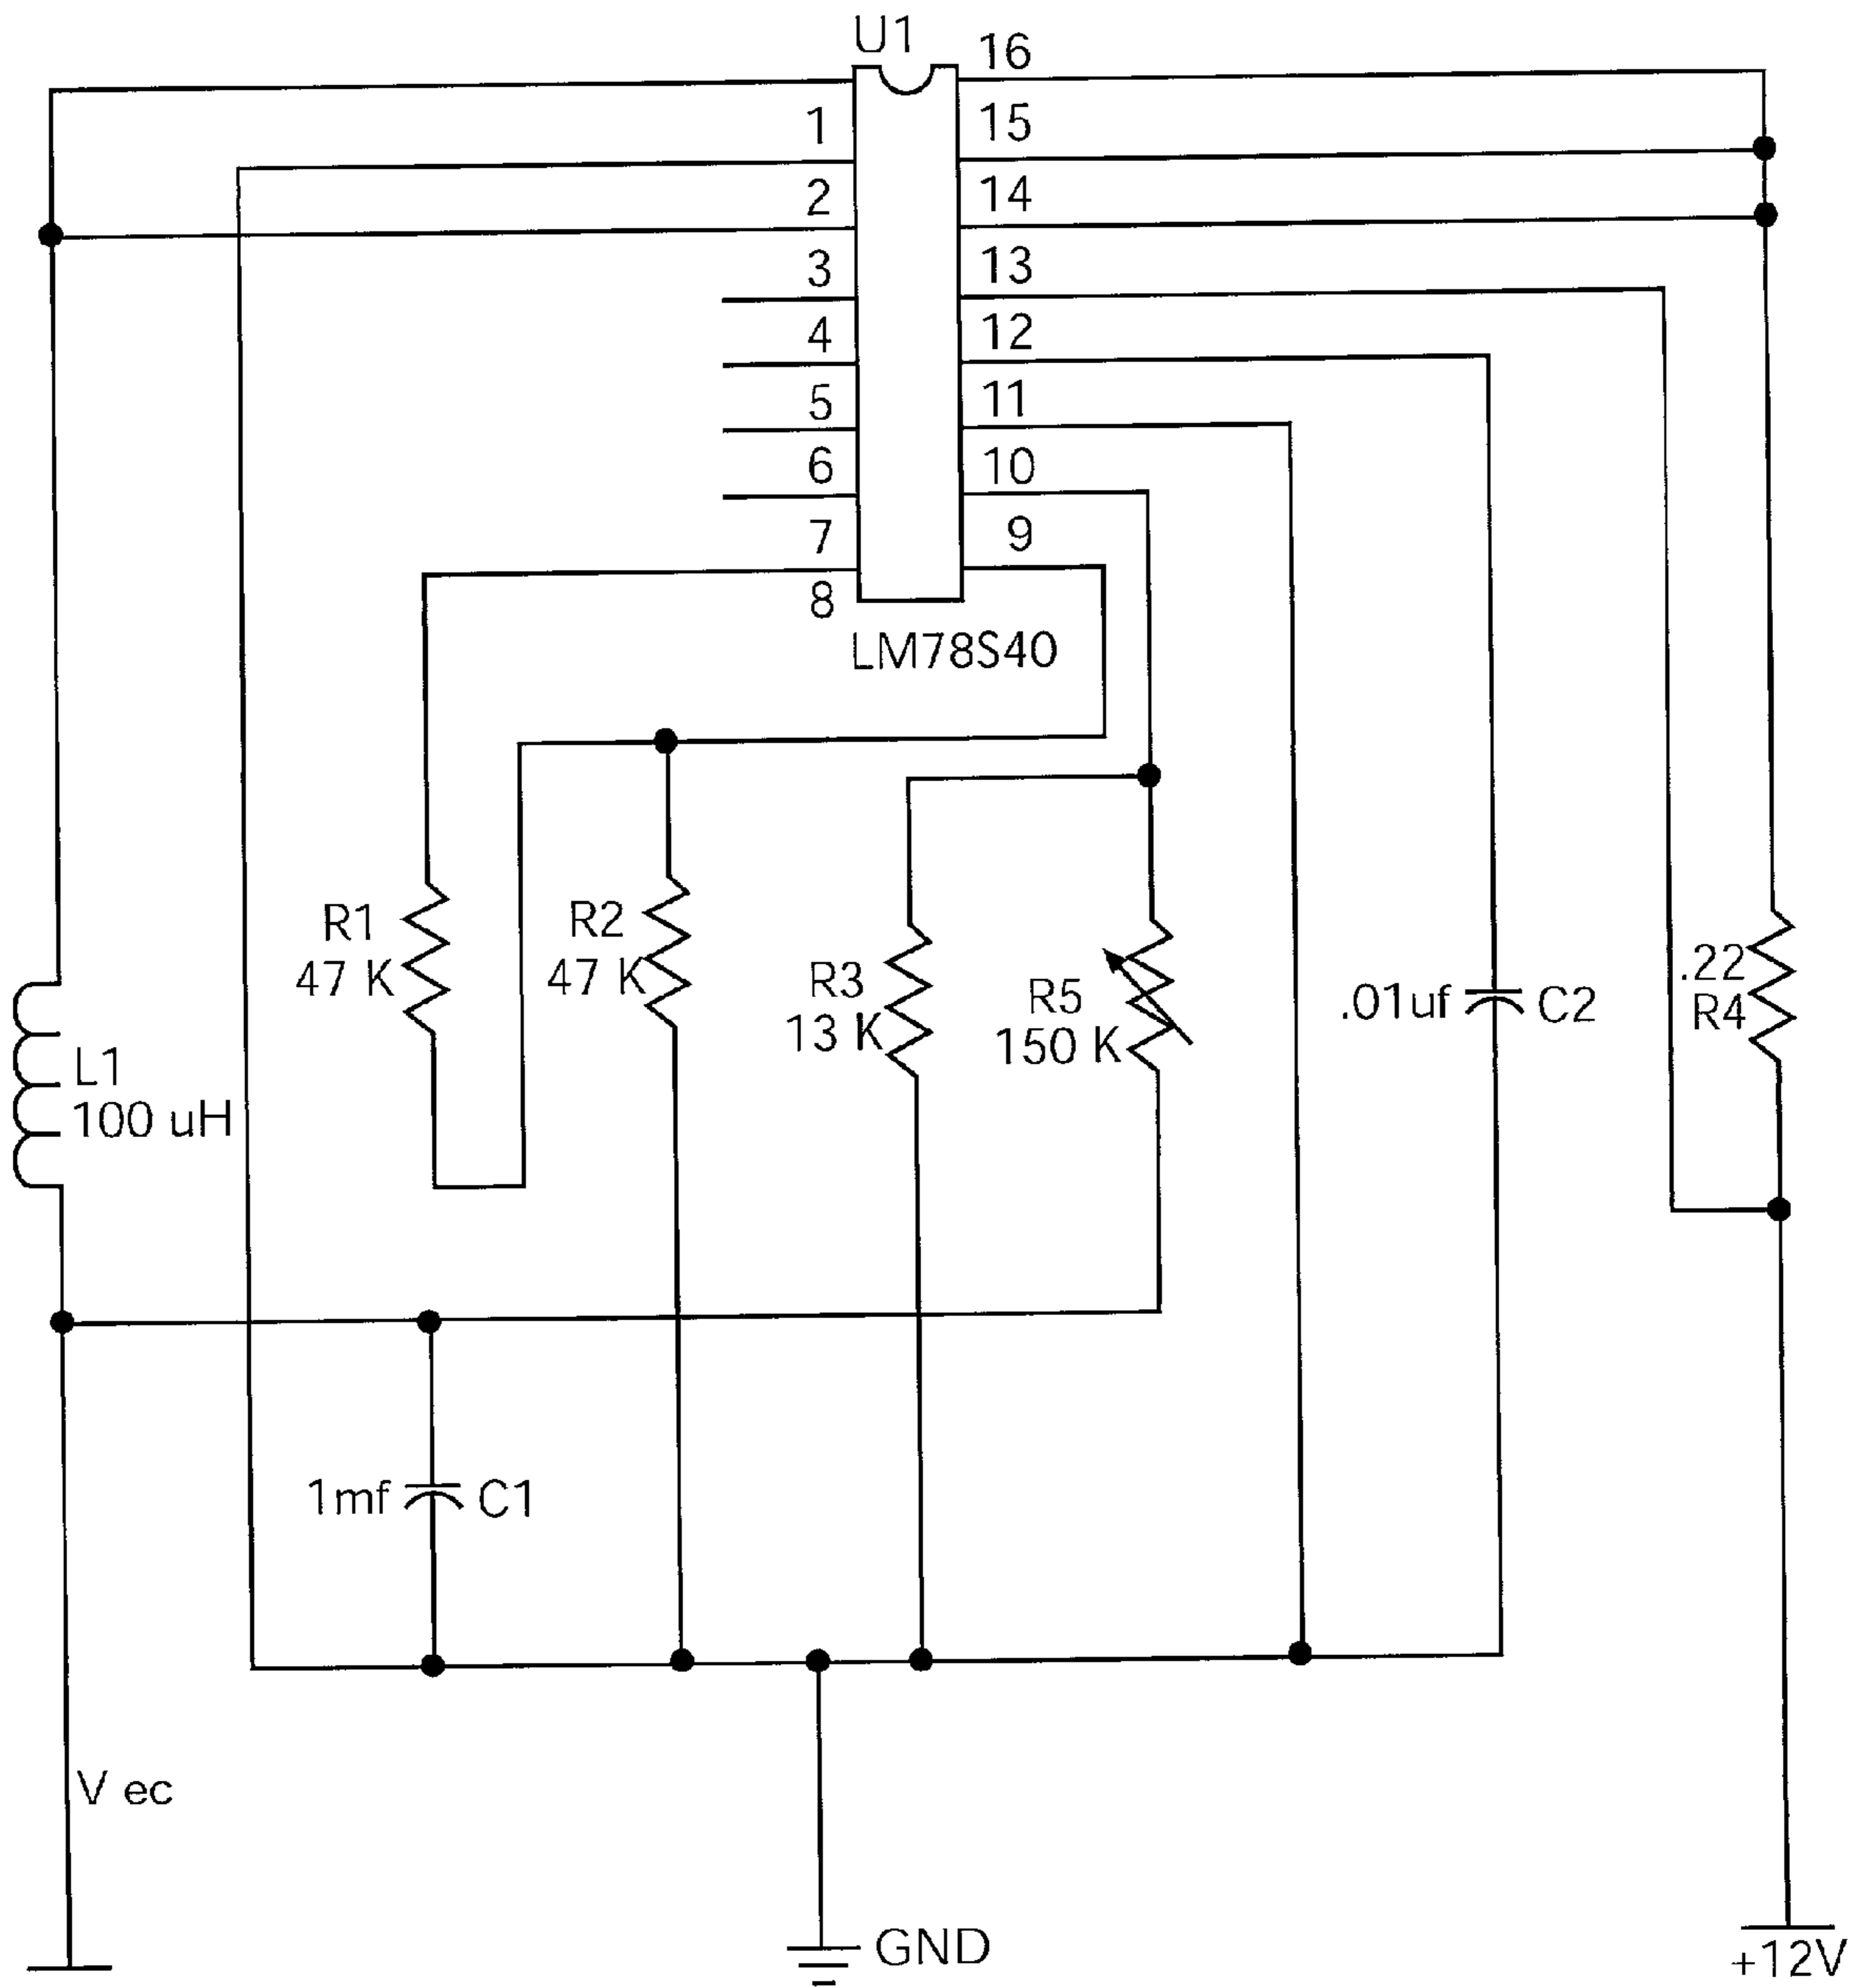 U1
16
1
15
2
14
3
13
4
12
5
11
6
10
7
9
8
LM78S40
R1
47 K
R2
47 K
R3
13 K
R5
150 K
.01uf
C2
.22
R4
L1
100 uH
1mf
C1
V ec
GND
+12V